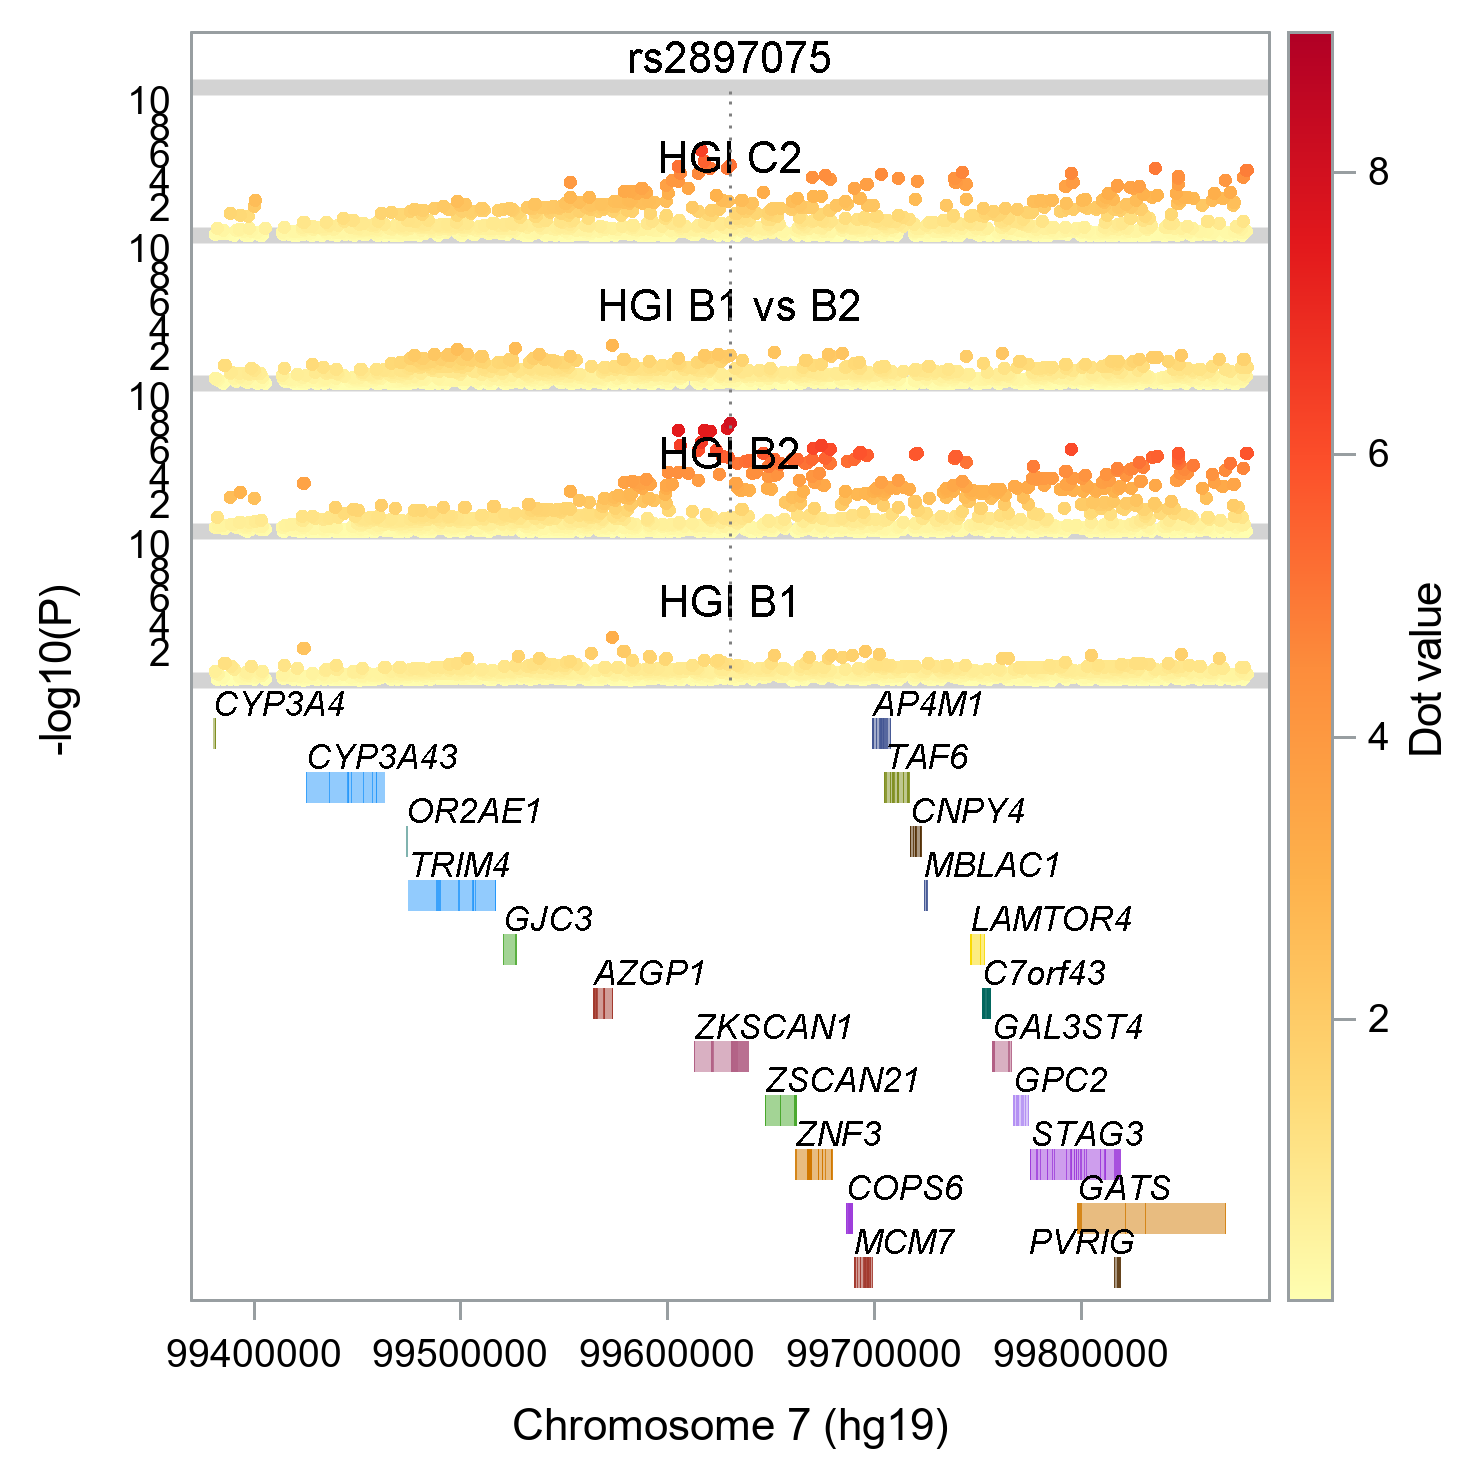 rs2897075
10
8
6
4
2
HGI C2
10
8
6
4
2
HGI B1 vs B2
10
8
6
4
2
HGI B2
10
8
6
4
2
HGI B1
-log10(P)
CYP3A4
AP4M1
CYP3A43
TAF6
OR2AE1
CNPY4
TRIM4
MBLAC1
GJC3
LAMTOR4
AZGP1
C7orf43
ZKSCAN1
GAL3ST4
ZSCAN21
GPC2
ZNF3
STAG3
COPS6
GATS
MCM7
PVRIG
99400000 99500000 99600000 99700000 99800000
Chromosome 7 (hg19)
8
6
4
2
Dot value